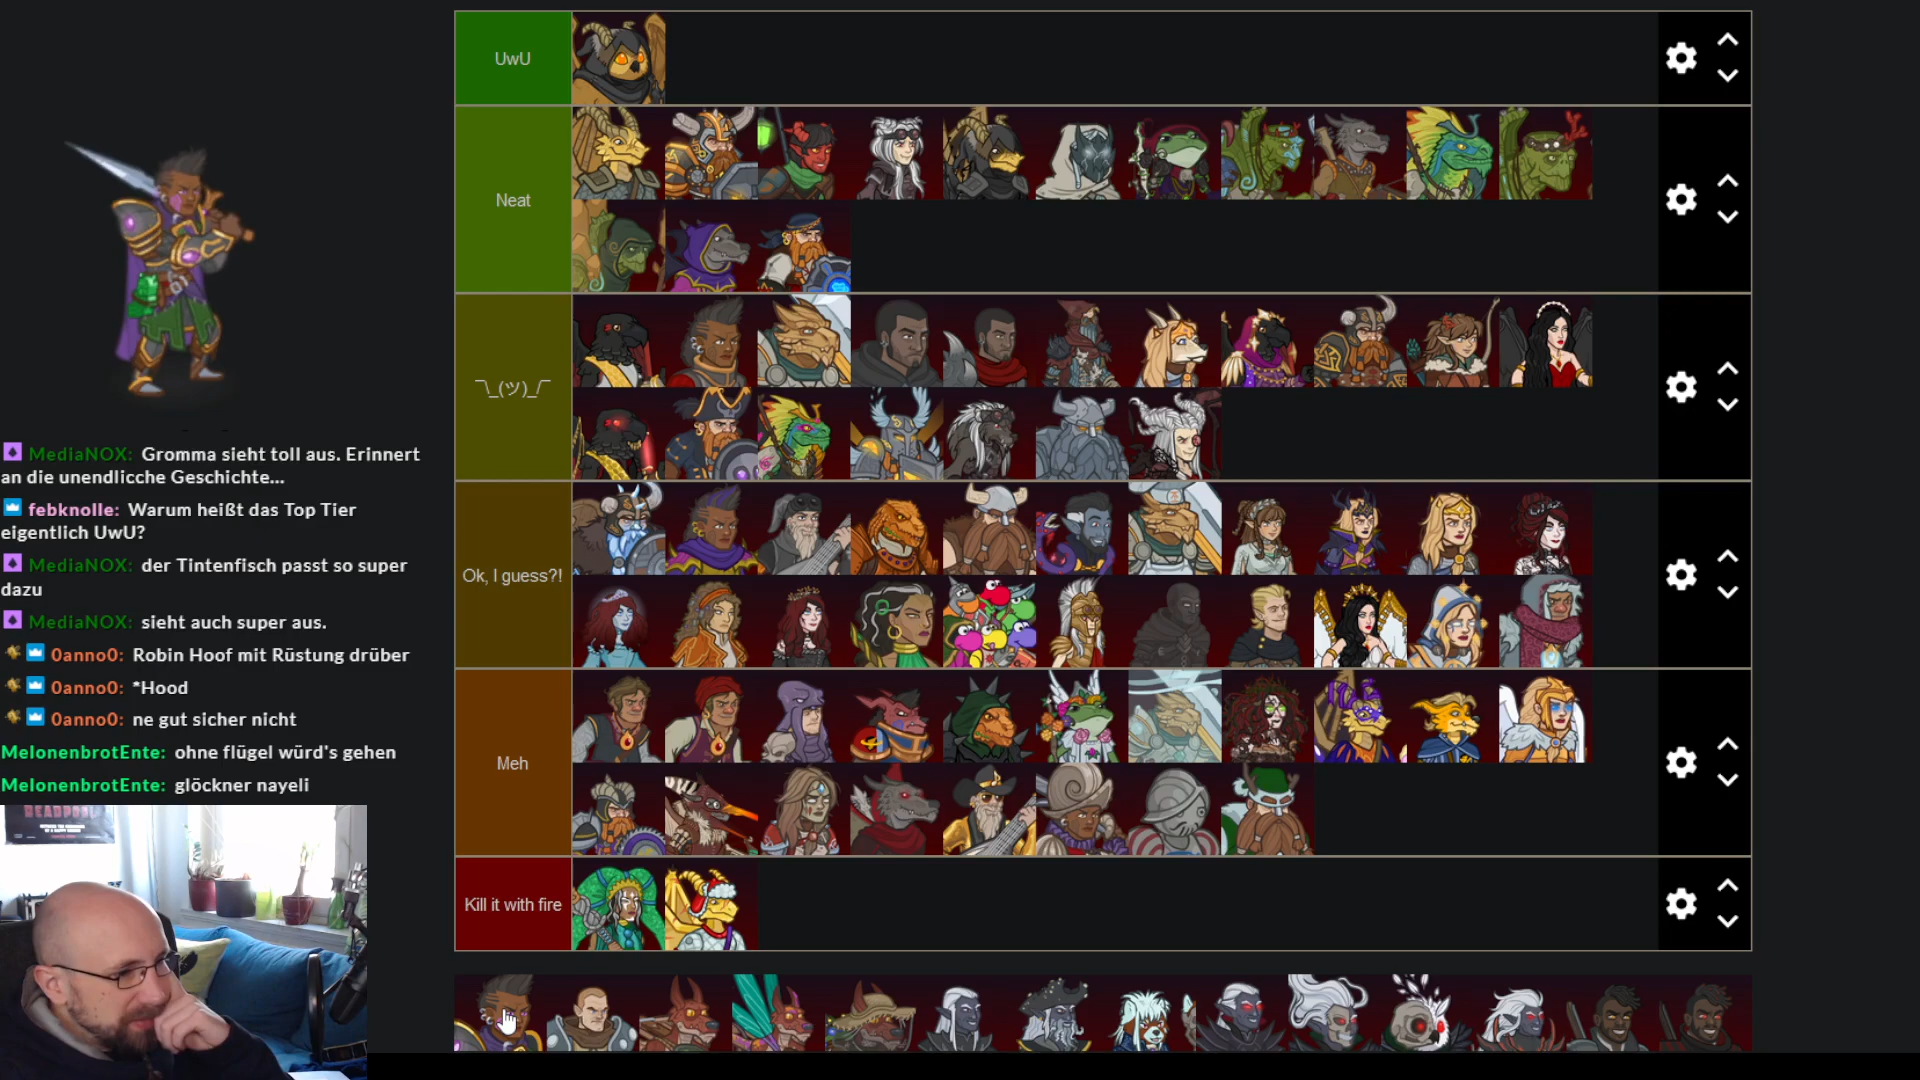 UwU
Neat
¯\_(ツ)_/¯
Ok, I guess?!
Meh
Kill it with fire
MediaNOX: Gromma sieht toll aus. Erinnert
an die unendlicche Geschichte...
febknolle: Warum heißt das Top Tier
eigentlich UwU?
MediaNOX: der Tintenfisch passt so super
dazu
MediaNOX: sieht auch super aus.
0anno0: Robin Hoof mit Rüstung drüber
0anno0: *Hood
0anno0: ne gut sicher nicht
MelonenbrotEnte: ohne flügel würd's gehen
MelonenbrotEnte: glöckner nayeli
DEADPOOL